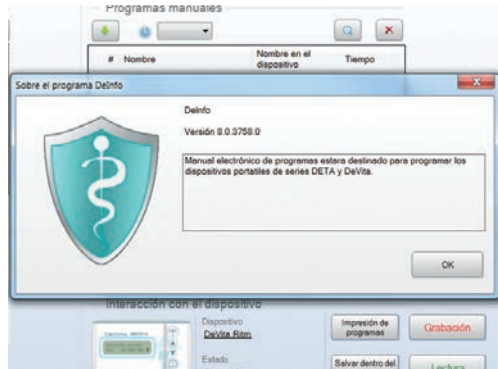 Programas manuales
# Nombre Nombre en el dispositivo Tiempo
Sobre el programa DeInfo
DeInfo
Versión 8.0.3758.0
Manual electrónico de programas estara destinado para programar los
dispositivos portatiles de series DETA y DeVita.
OK
Interacción con el dispositivo
Dispositivo
DeVita Ritm
Estado
Impresión de
programas
Grabación
Salvar dentro del
Lectura